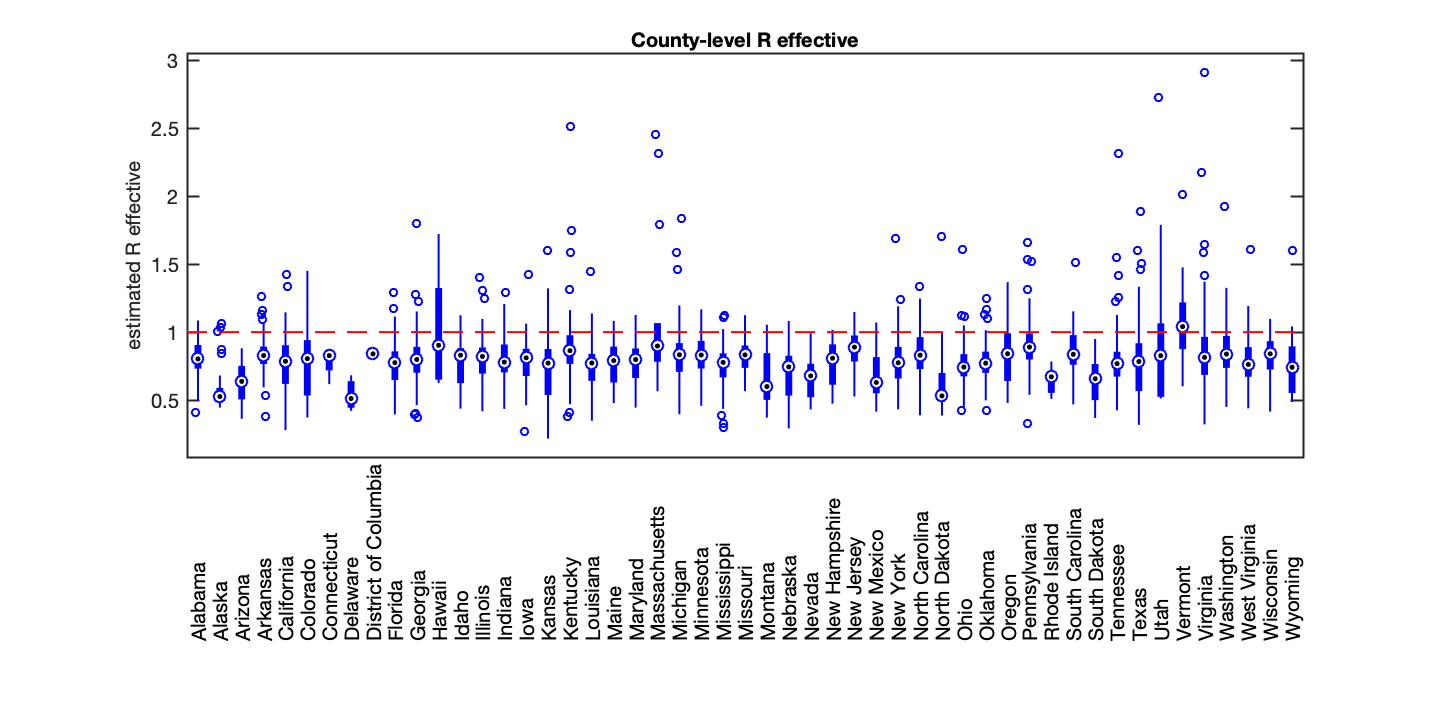 County-level R effective
estimated R effective
3
2.5
2
1.5
1
0.5
Alabama
Alaska
Arizona
Arkansas
California
Colorado
Connecticut
Delaware
District of Columbia
Florida
Georgia
Hawaii
Idaho
Illinois
Indiana
Iowa
Kansas
Kentucky
Louisiana
Maine
Maryland
Massachusetts
Michigan
Minnesota
Mississippi
Missouri
Montana
Nebraska
Nevada
New Hampshire
New Jersey
New Mexico
New York
North Carolina
North Dakota
Ohio
Oklahoma
Oregon
Pennsylvania
Rhode Island
South Carolina
South Dakota
Tennessee
Texas
Utah
Vermont
Virginia
Washington
West Virginia
Wisconsin
Wyoming